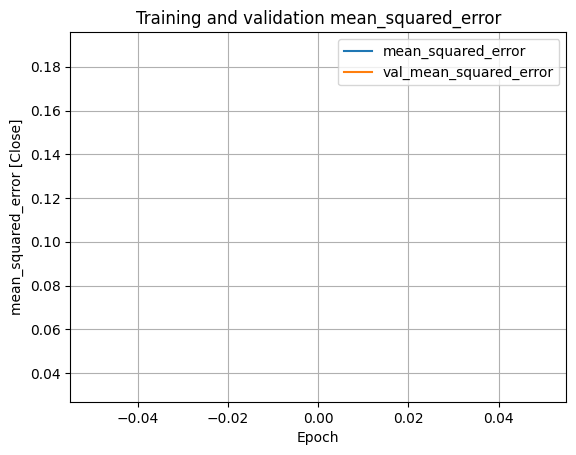 Training and validation mean_squared_error
mean_squared_error
val_mean_squared_error
mean_squared_error [Close]
0.18
0.16
0.14
0.12
0.10
0.08
0.06
0.04
−0.04
−0.02
0.00
0.02
0.04
Epoch